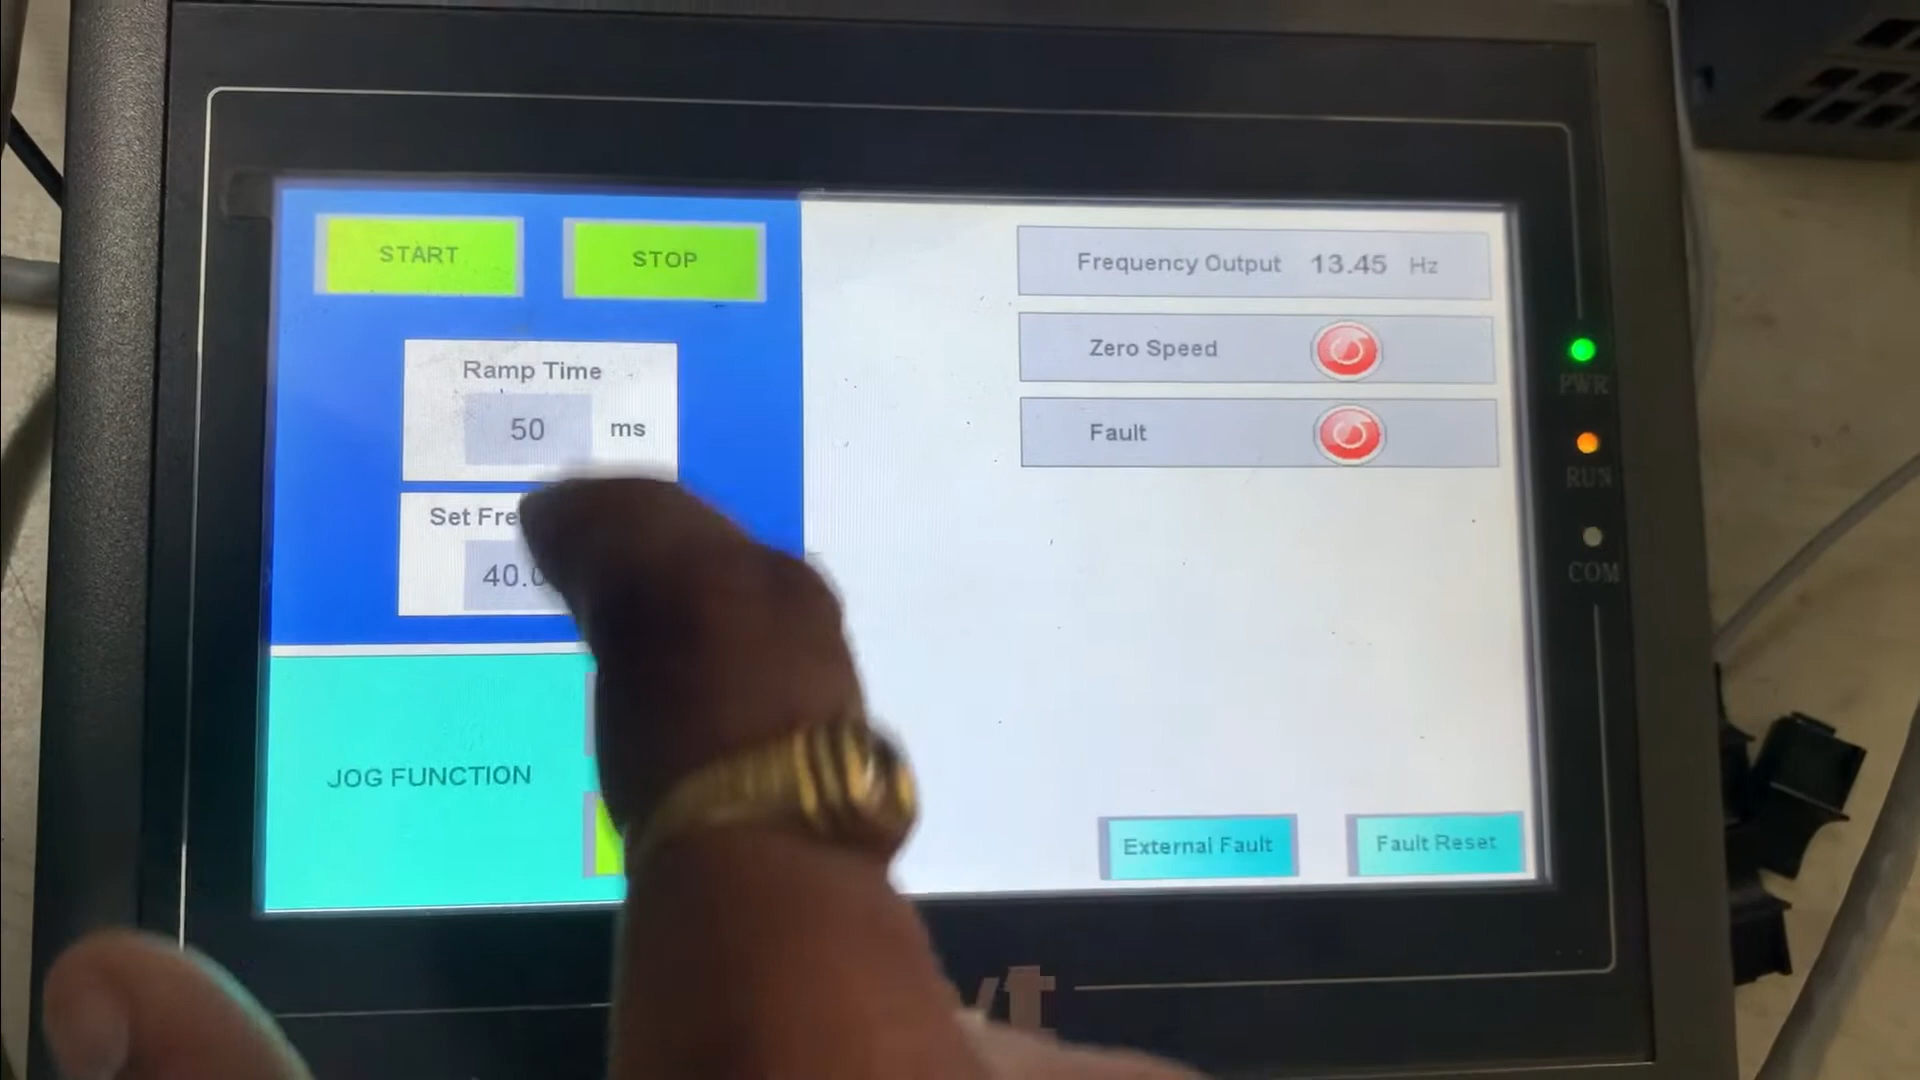 START
STOP
Ramp Time
50 ms
Set Fre
40.0
JOG FUNCTION
Frequency Output 13.45 Hz
Zero Speed
Fault
External Fault
Fault Reset
PWR
RUN
COM